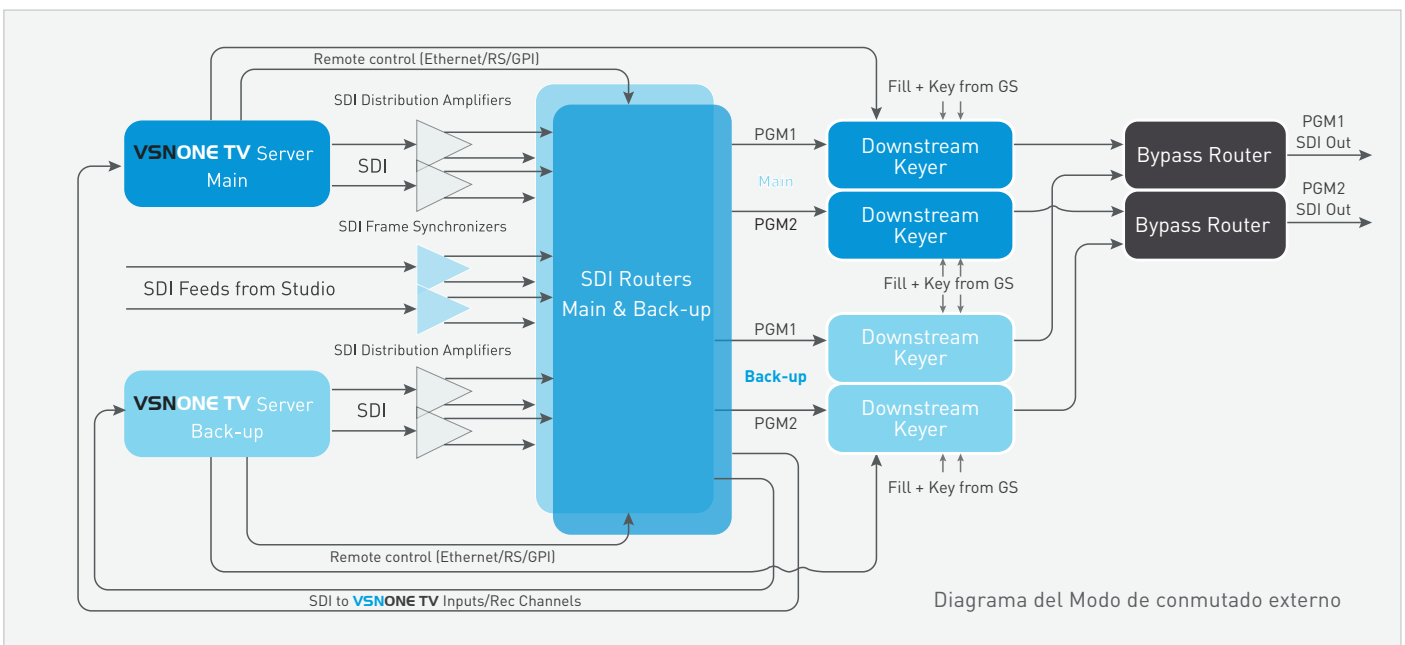 Remote control (Ethernet/RS/GPI)
SDI Distribution Amplifiers
Fill + Key from GS
VSNONE TV Server
Main
SDI
PGM1
Main
PGM2
Downstream
Keyer
Downstream
Keyer
Bypass Router
Bypass Router
PGM1
SDI Out
PGM2
SDI Out
SDI Frame Synchronizers
SDI Feeds from Studio
SDI Routers
Main & Back-up
Fill + Key from GS
SDI Distribution Amplifiers
VSNONE TV Server
Back-up
SDI
PGM1
Back-up
PGM2
Downstream
Keyer
Downstream
Keyer
Fill + Key from GS
Remote control (Ethernet/RS/GPI)
SDI to VSNONE TV Inputs/Rec Channels
Diagrama del Modo de conmutado externo